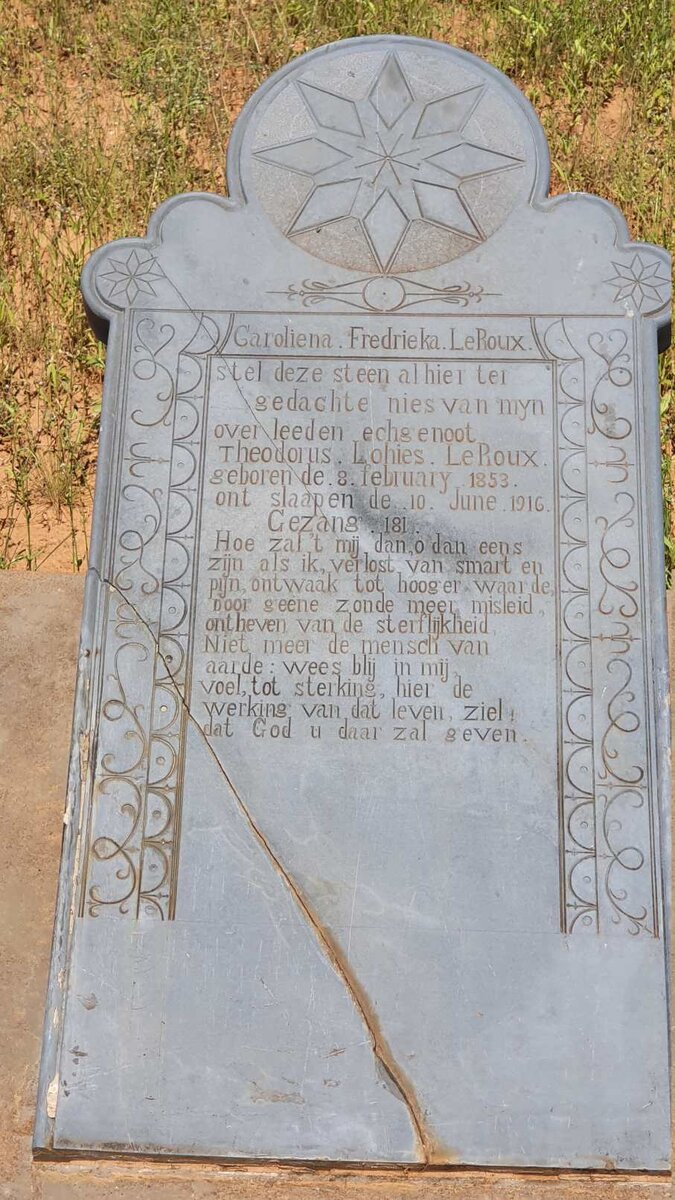 Caroliena . Fredrieka . LeRoux .
stel deze steen alhier ter
gedachte nies van myn
over leeden echgenoot
Theodorus . Lohies . LeRoux .
geboren de . 8 . february . 1853 .
ont slaapen de . 10 . June . 1916 .
Gezang 181 .
Hoe zal't mij dan, o dan eens
zijn als ik, verlost van smart en
pijn, ontwaak tot hooger waarde,
Door geene zonde meer misleid,
ontheven van de sterflijkheid,
Niet meer de mensch van
aarde : wees blij in mij,
voel, tot sterking, hier de
werking van dat leven, ziel !
dat God u daar zal geven .